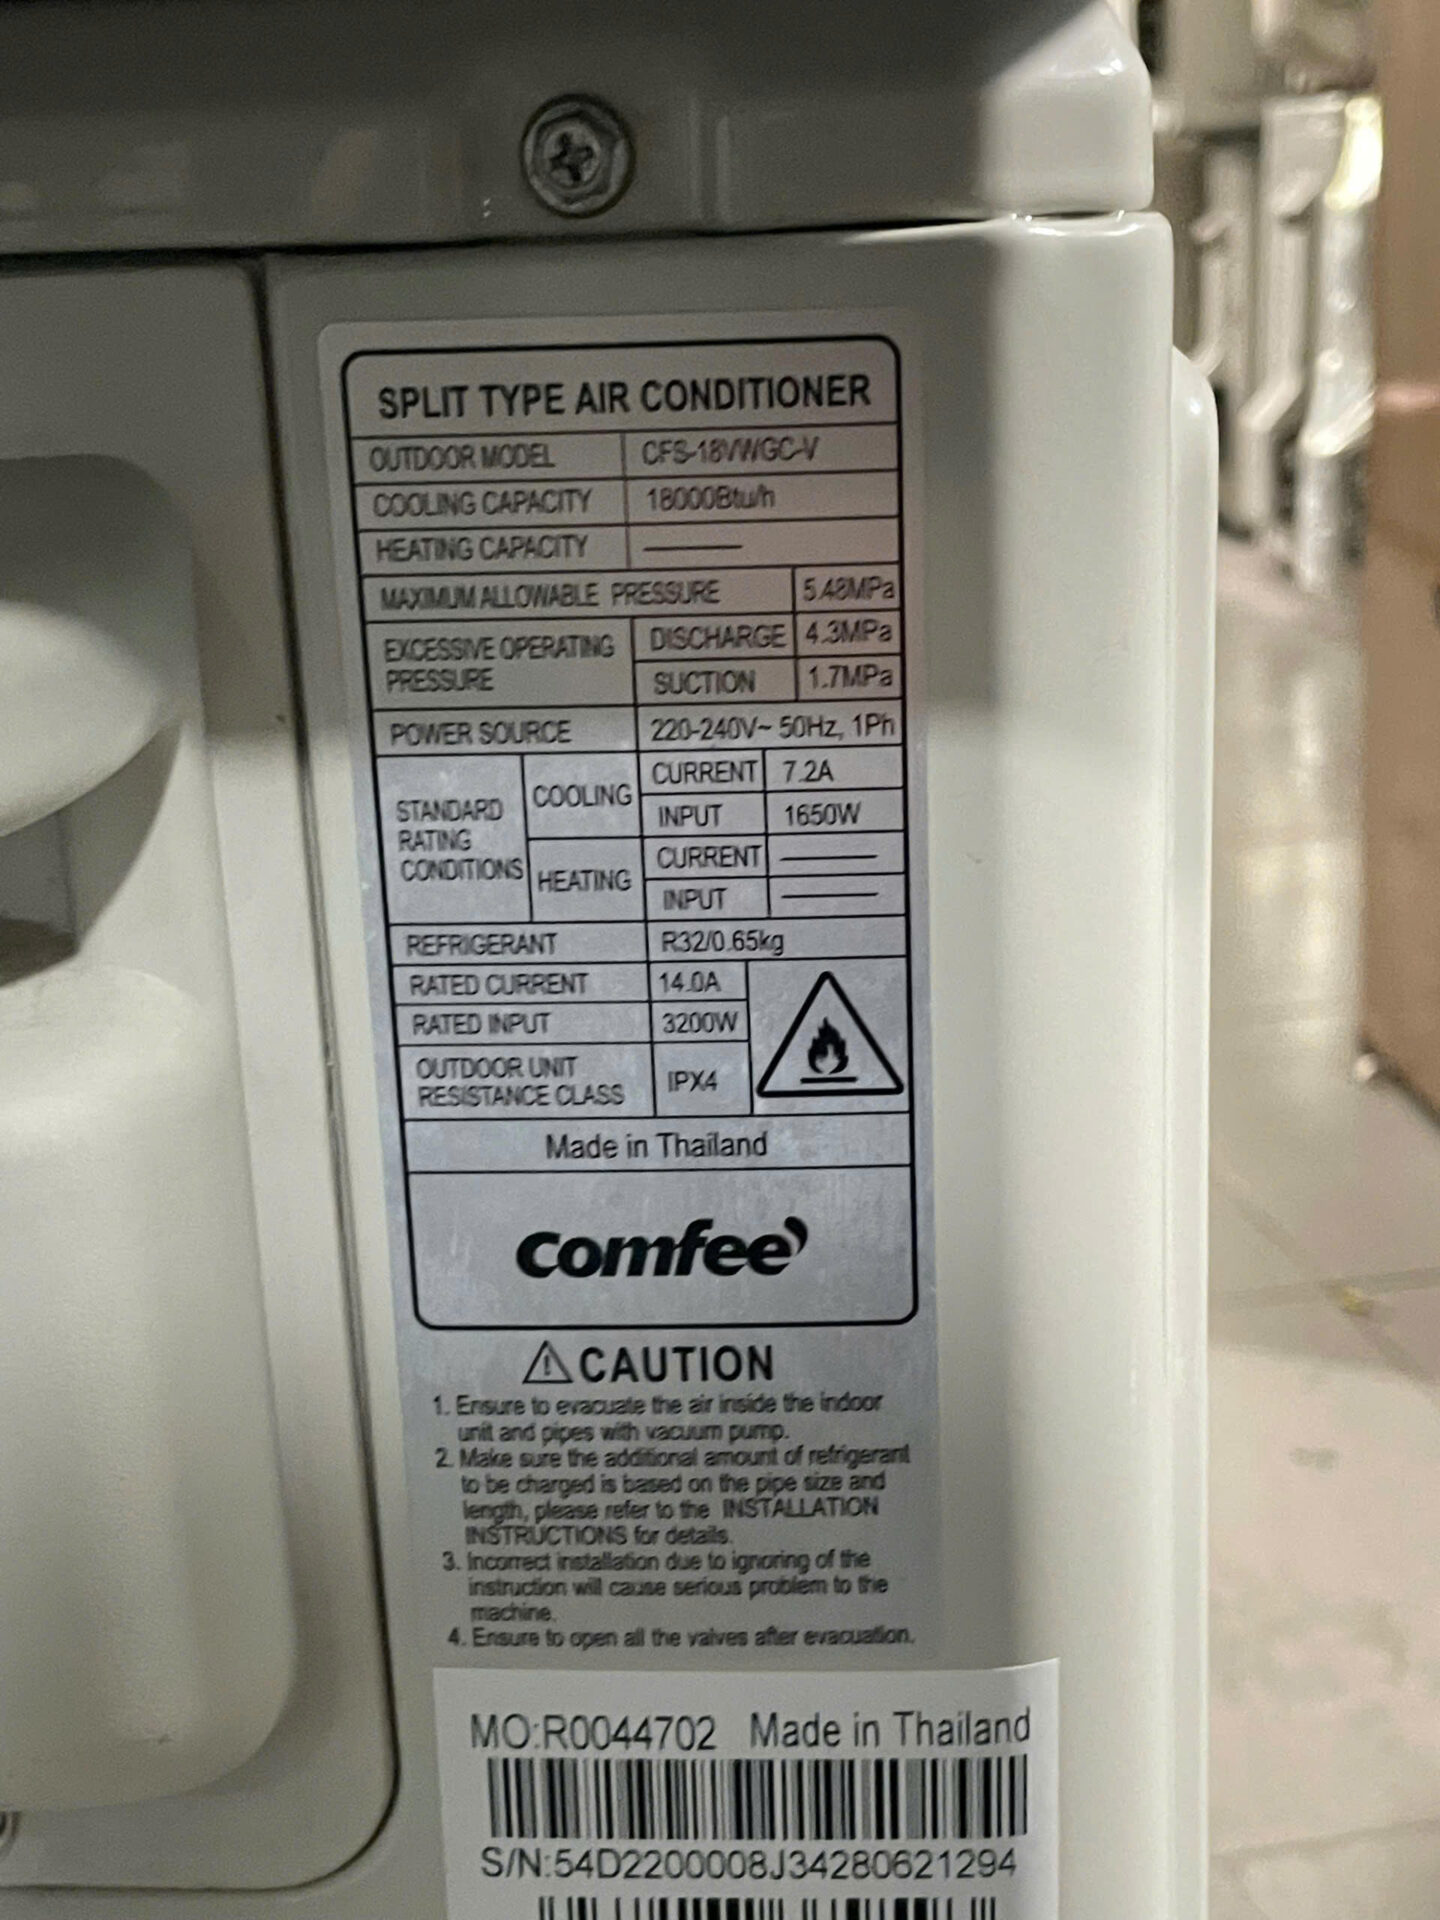 SPLIT TYPE AIR CONDITIONER
OUTDOOR MODEL CFS-18VWGC-V
COOLING CAPACITY 18000Btu/h
HEATING CAPACITY ———
MAXIMUM ALLOWABLE PRESSURE 5.48MPa
EXCESSIVE OPERATING PRESSURE DISCHARGE 4.3MPa
SUCTION 1.7MPa
POWER SOURCE 220-240V~ 50Hz, 1Ph
STANDARD RATING CONDITIONS COOLING CURRENT 7.2A
INPUT 1650W
HEATING CURRENT ———
INPUT ———
REFRIGERANT R32/0.65kg
RATED CURRENT 14.0A
RATED INPUT 3200W
OUTDOOR UNIT RESISTANCE CLASS IPX4
Made in Thailand
comfee
CAUTION
1. Ensure to evacuate the air inside the indoor
unit and pipes with vacuum pump.
2. Make sure the additional amount of refrigerant
to be charged is based on the pipe size and
length, please refer to the INSTALLATION
INSTRUCTIONS for details.
3. Incorrect installation due to ignoring of the
instruction will cause serious problem to the
machine.
4. Ensure to open all the valves after evacuation.
MO:R0044702 Made in Thailand
S/N:54D2200008J34280621294